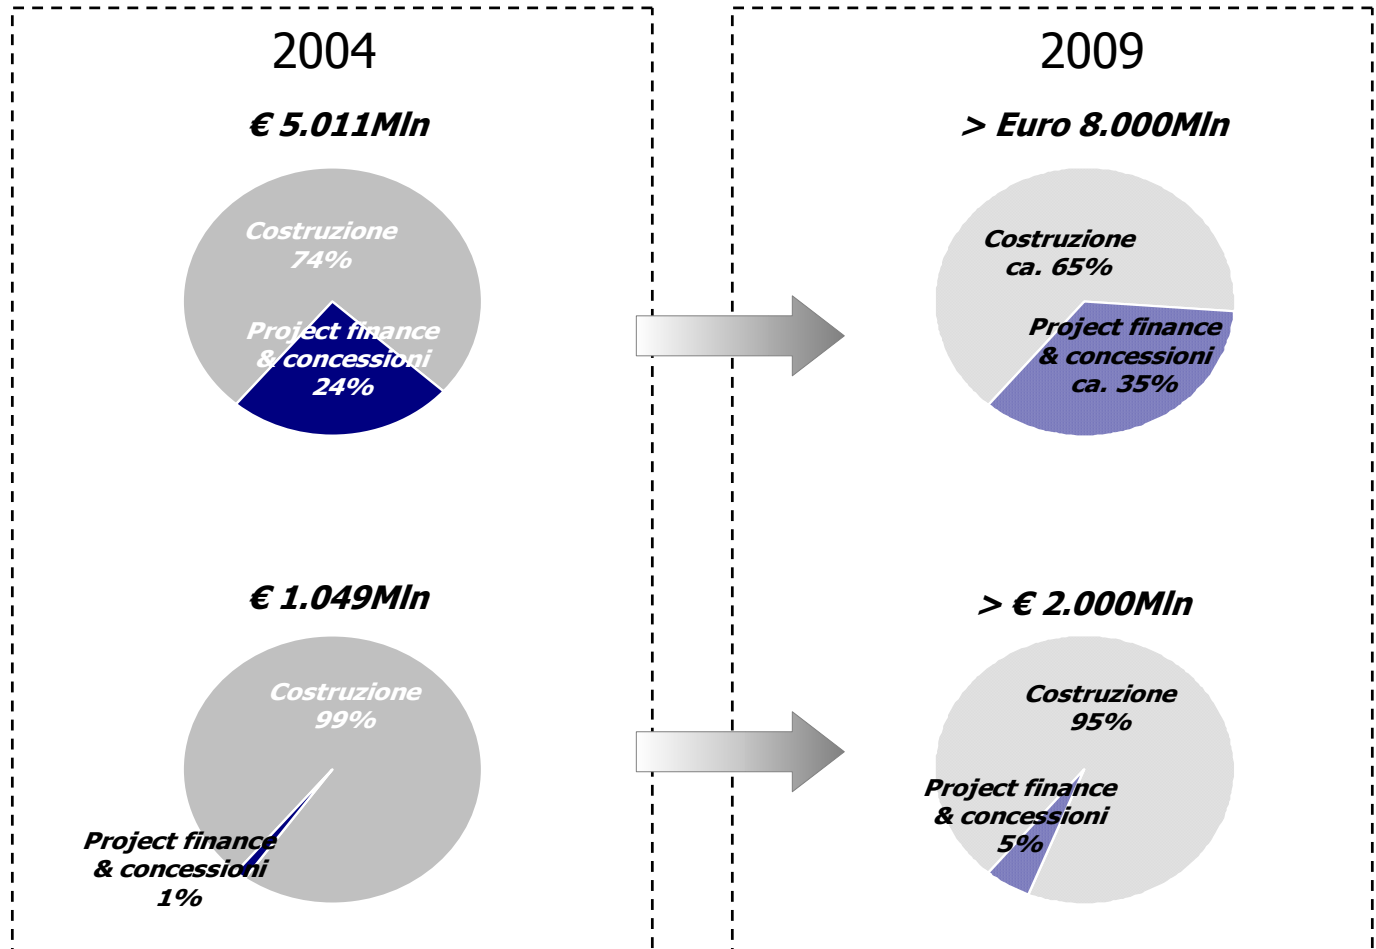 2004
2009
€ 5.011Mln
> Euro 8.000Mln
Costruzione
74%
Project finance
& concessioni
24%
Costruzione
ca. 65%
Project finance
& concessioni
ca. 35%
€ 1.049Mln
> € 2.000Mln
Costruzione
99%
Project finance
& concessioni
1%
Costruzione
95%
Project finance
& concessioni
5%